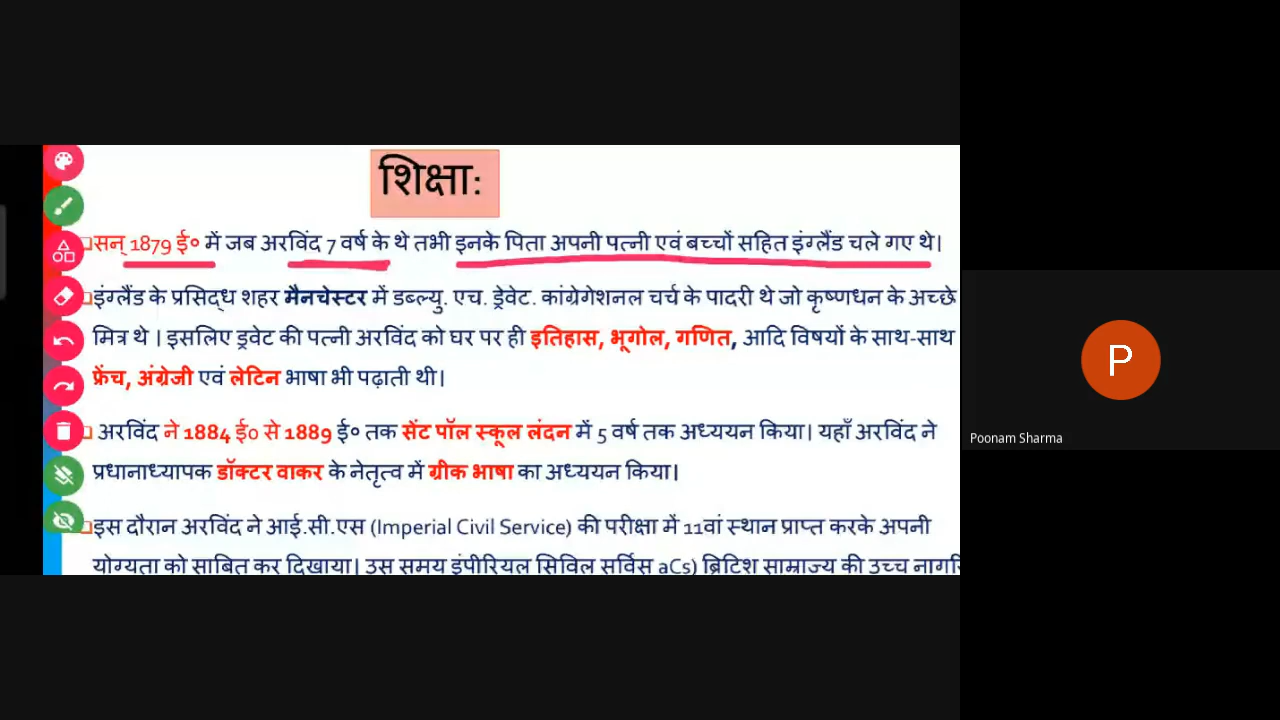 शिक्षा:
सन् 1879 ई० में जब अरविंद 7 वर्ष के थे तभी इनके पिता अपनी पत्नी एवं बच्चों सहित इंग्लैंड चले गए थे।
इंग्लैंड के प्रसिद्ध शहर मैनचेस्टर में डब्ल्यु. एच. ड्रेवेट. कांग्रेगेशनल चर्च के पादरी थे जो कृष्णधन के अच्छे
मित्र थे । इसलिए ड्रवेट की पत्नी अरविंद को घर पर ही इतिहास, भूगोल, गणित, आदि विषयों के साथ-साथ
फ्रेंच, अंग्रेजी एवं लेटिन भाषा भी पढ़ाती थी।
अरविंद ने 1884 ई0 से 1889 ई० तक सेंट पॉल स्कूल लंदन में 5 वर्ष तक अध्ययन किया। यहाँ अरविंद ने
प्रधानाध्यापक डॉक्टर वाकर के नेतृत्व में ग्रीक भाषा का अध्ययन किया।
इस दौरान अरविंद ने आई.सी.एस (Imperial Civil Service) की परीक्षा में 11वां स्थान प्राप्त करके अपनी
योग्यता को साबित कर दिखाया। उस समय इंपीरियल सिविल सर्विस aCs) ब्रिटिश साम्राज्य की उच्च
P
Poonam Sharma